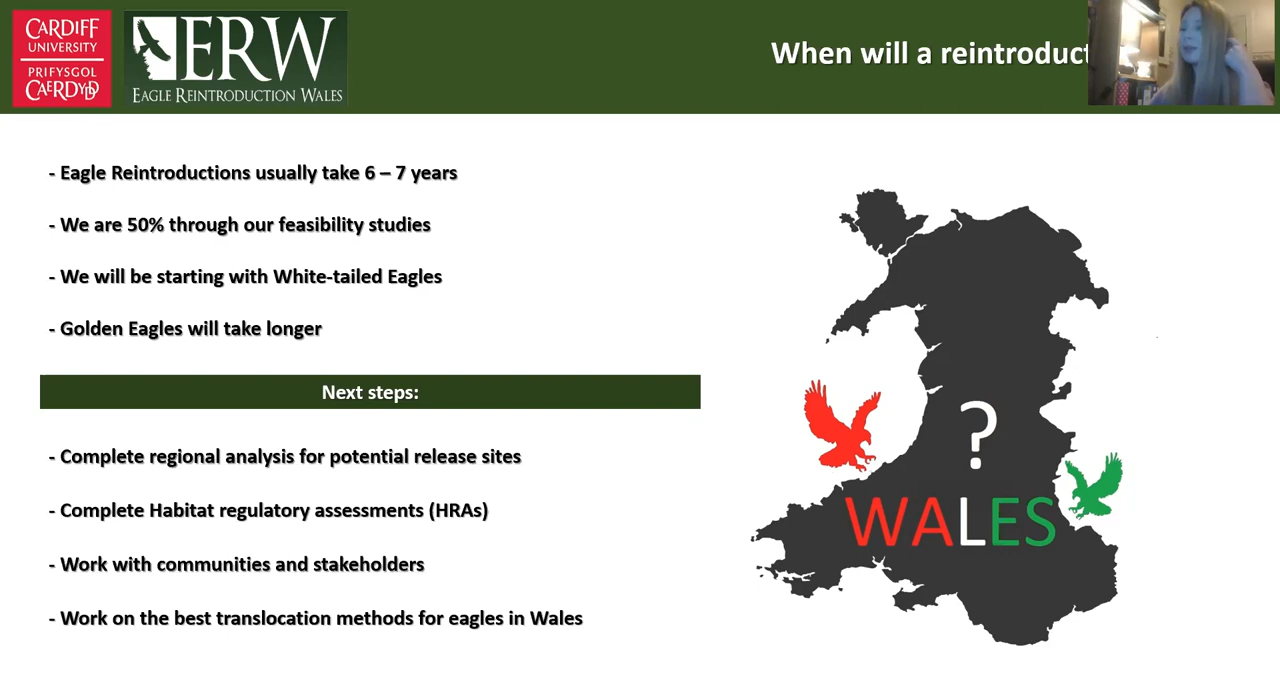 CARDIFF
UNIVERSITY
PRIFYSGOL
CAERDYDD
ERW
EAGLE REINTRODUCTION WALES
When will a reintroduct
- Eagle Reintroductions usually take 6 – 7 years
- We are 50% through our feasibility studies
- We will be starting with White-tailed Eagles
- Golden Eagles will take longer
Next steps:
- Complete regional analysis for potential release sites
- Complete Habitat regulatory assessments (HRAs)
- Work with communities and stakeholders
- Work on the best translocation methods for eagles in Wales
?
WALES